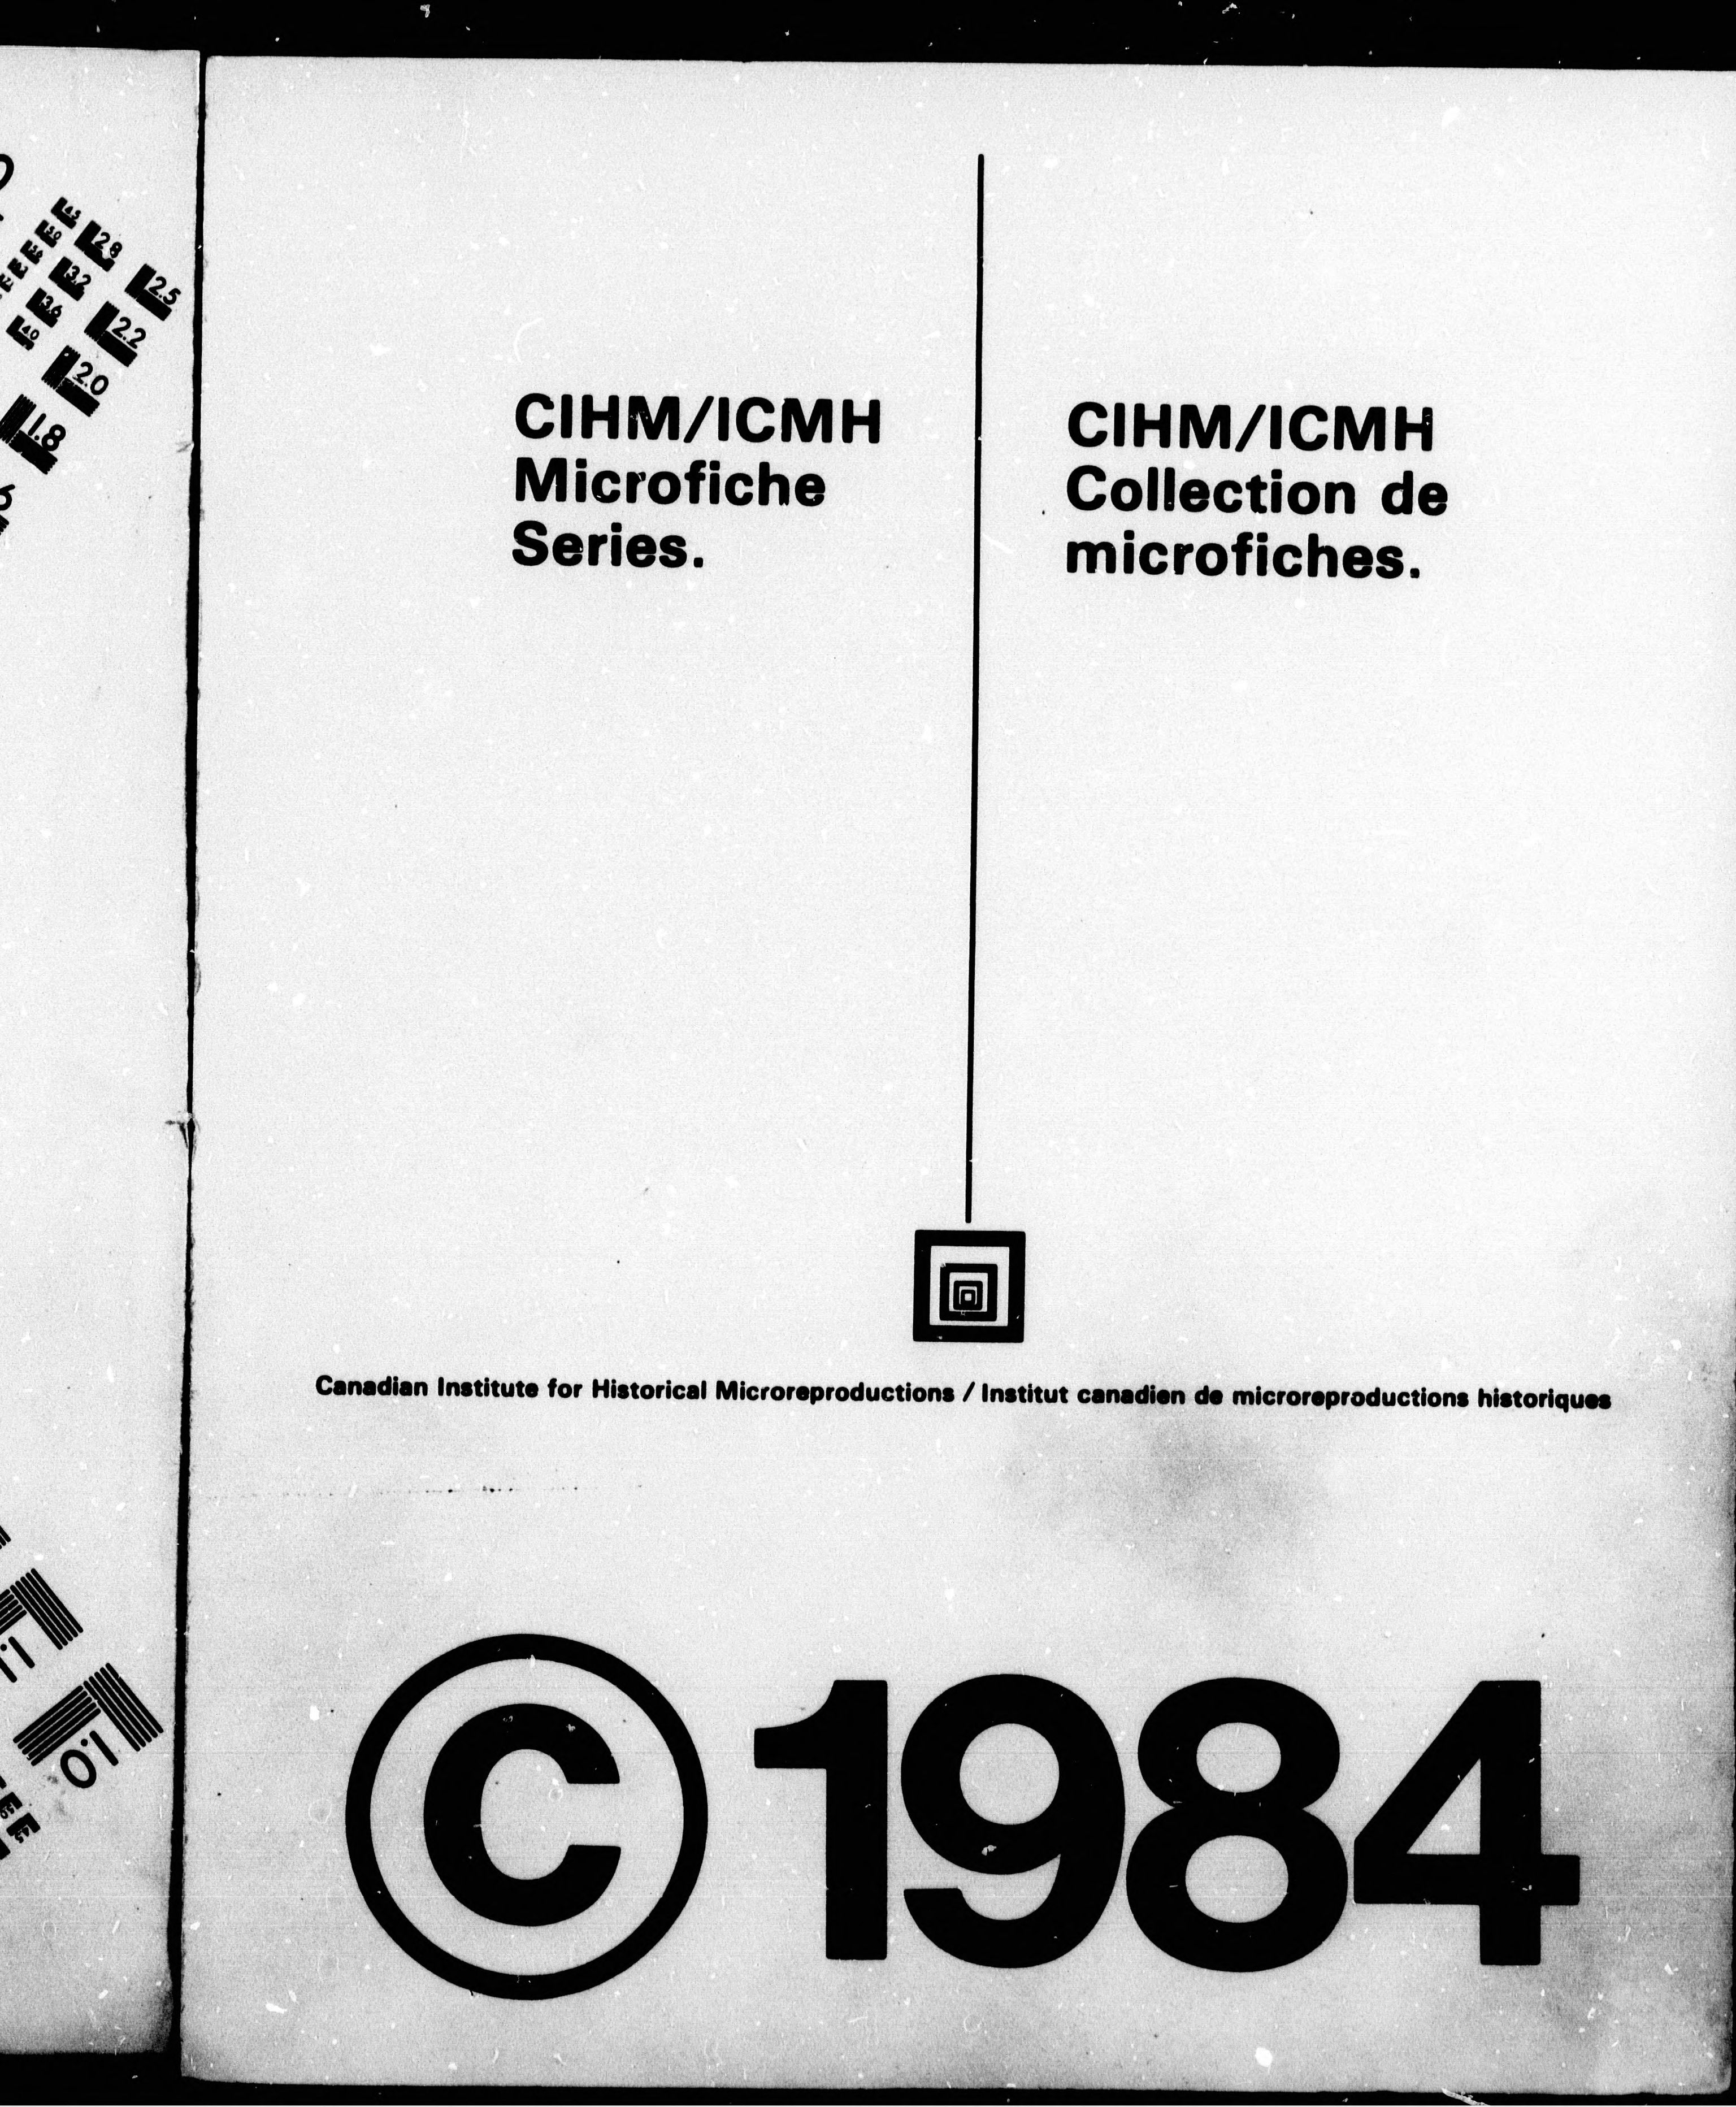 CIHM/ICMH
Microfiche
Series.
CIHM/ICMH
Collection de
microfiches.
Canadian Institute for Historical Microreproductions / Institut canadien de microreproductions historiques
© 1984
2.8
2.5
3.2
2.2
3.6
2.0
4.0
1.8
1.1
1.0